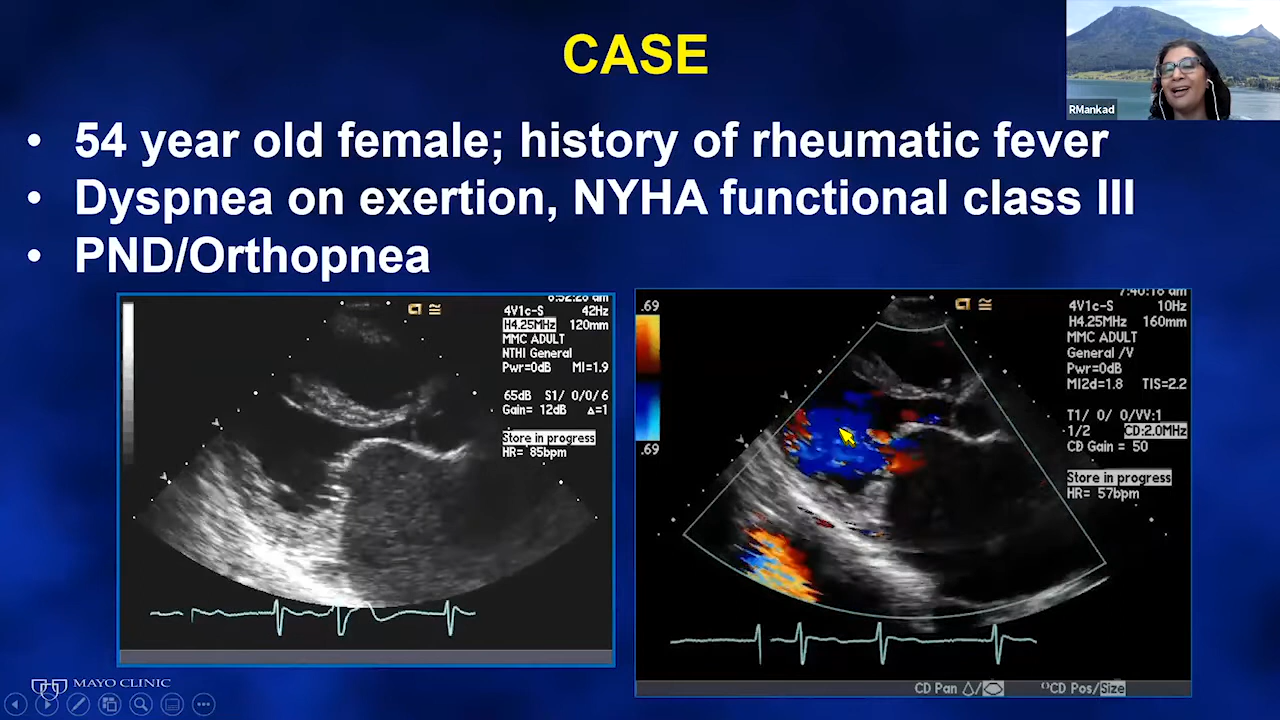 CASE
RMankad
• 54 year old female; history of rheumatic fever
• Dyspnea on exertion, NYHA functional class III
• PND/Orthopnea
4V1c-S 42Hz
H4.25MHz 120mm
MMC ADULT
NTHI General
Pwr=0dB MI=1.9
65dB S1/ 0/0/6
Gain= 12dB Δ=1
Store in progress
HR= 85bpm
.69
.69
4V1c-S 10Hz
H4.25MHz 160mm
MMC ADULT
General /V
Pwr=0dB
MI2d=1.8 TIS=2.2
T1/ 0/ 0/VV:1
1/2 CD:2.0MHz
CD Gain = 50
Store in progress
HR= 57bpm
CD Pan
CD Pos/Size
MAYO CLINIC